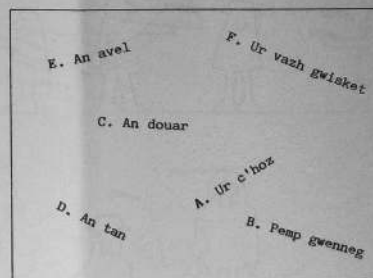 E. An avel
F. Ur vazh gwisket
C. An douar
A. Ur c'hoz
D. An tan
B. Pemp gwenneg